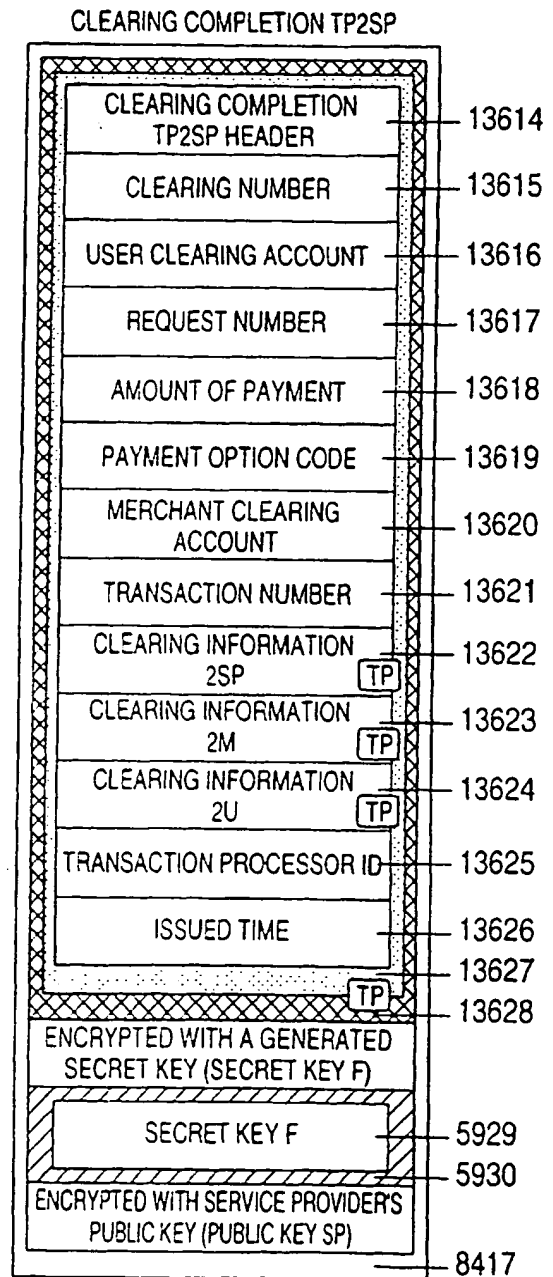 CLEARING COMPLETION TP2SP
CLEARING COMPLETION
TP2SP HEADER
13614
CLEARING NUMBER
13615
USER CLEARING ACCOUNT
13616
REQUEST NUMBER
13617
AMOUNT OF PAYMENT
13618
PAYMENT OPTION CODE
13619
MERCHANT CLEARING
ACCOUNT
13620
TRANSACTION NUMBER
13621
CLEARING INFORMATION
2SP
TP
13622
CLEARING INFORMATION
2M
TP
13623
CLEARING INFORMATION
2U
TP
13624
TRANSACTION PROCESSOR ID
13625
ISSUED TIME
13626
13627
TP
13628
ENCRYPTED WITH A GENERATED
SECRET KEY (SECRET KEY F)
SECRET KEY F
5929
5930
ENCRYPTED WITH SERVICE PROVIDER'S
PUBLIC KEY (PUBLIC KEY SP)
8417